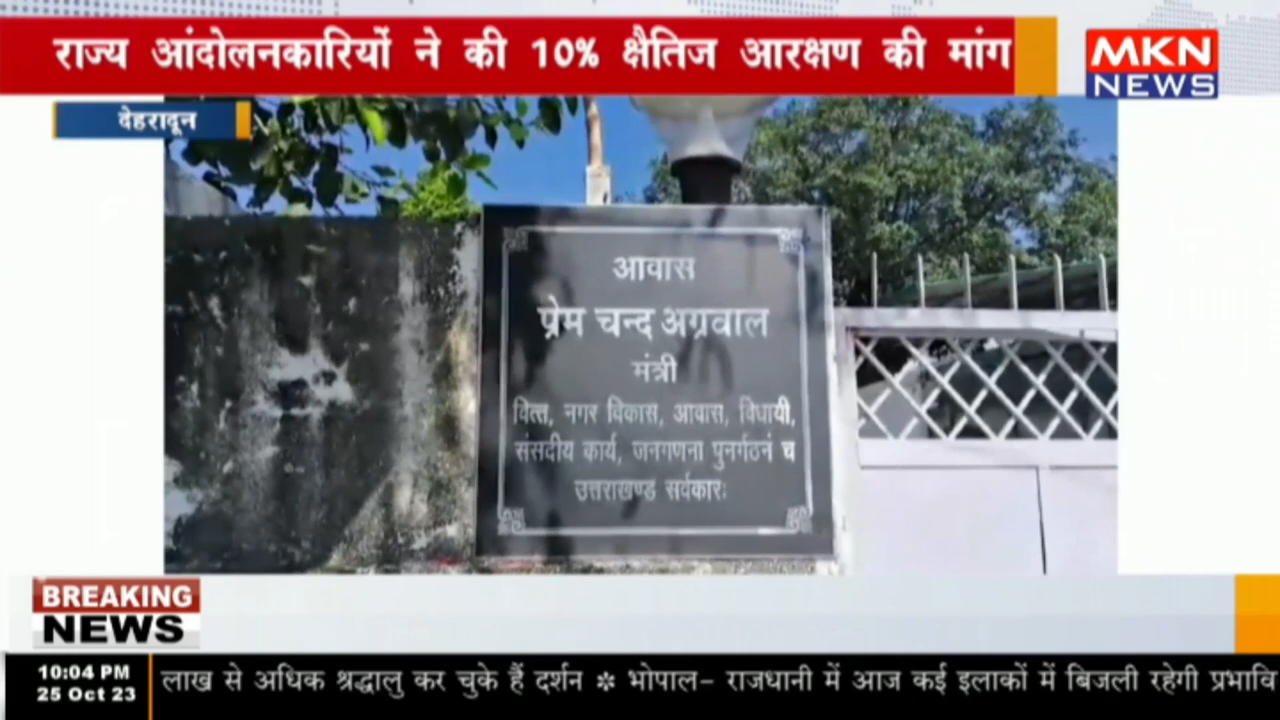 राज्य आंदोलनकारियों ने की 10% क्षैतिज आरक्षण की मांग
MKN
NEWS
देहरादून
आवास
प्रेम चन्द अग्रवाल
मंत्री
वित्त, नगर विकास, आवास, विधायी,
संसदीय कार्य, जनगणना पुनर्गठनं च
उत्तराखण्ड सर्वकारः
BREAKING
NEWS
10:04 PM
25 Oct 23
लाख से अधिक श्रद्धालु कर चुके हैं दर्शन * भोपाल- राजधानी में आज कई इलाकों में बिजली रहेगी प्रभावि